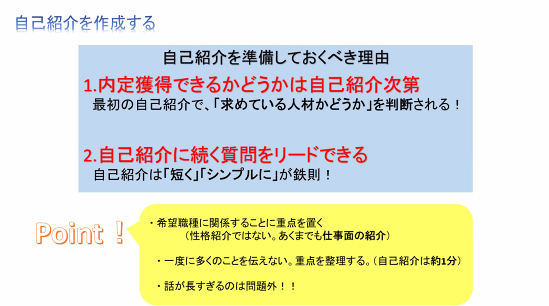 自己紹介を作成する
自己紹介を準備しておくべき理由
1.内定獲得できるかどうかは自己紹介次第
最初の自己紹介で、「求めている人材かどうか」を判断される！
2.自己紹介に続く質問をリードできる
自己紹介は「短く」「シンプルに」が鉄則！
Point！
・希望職種に関係することに重点を置く
（性格紹介ではない。あくまでも仕事面の紹介）
・一度に多くのことを伝えない。重点を整理する。（自己紹介は約1分）
・話が長すぎるのは問題外！！